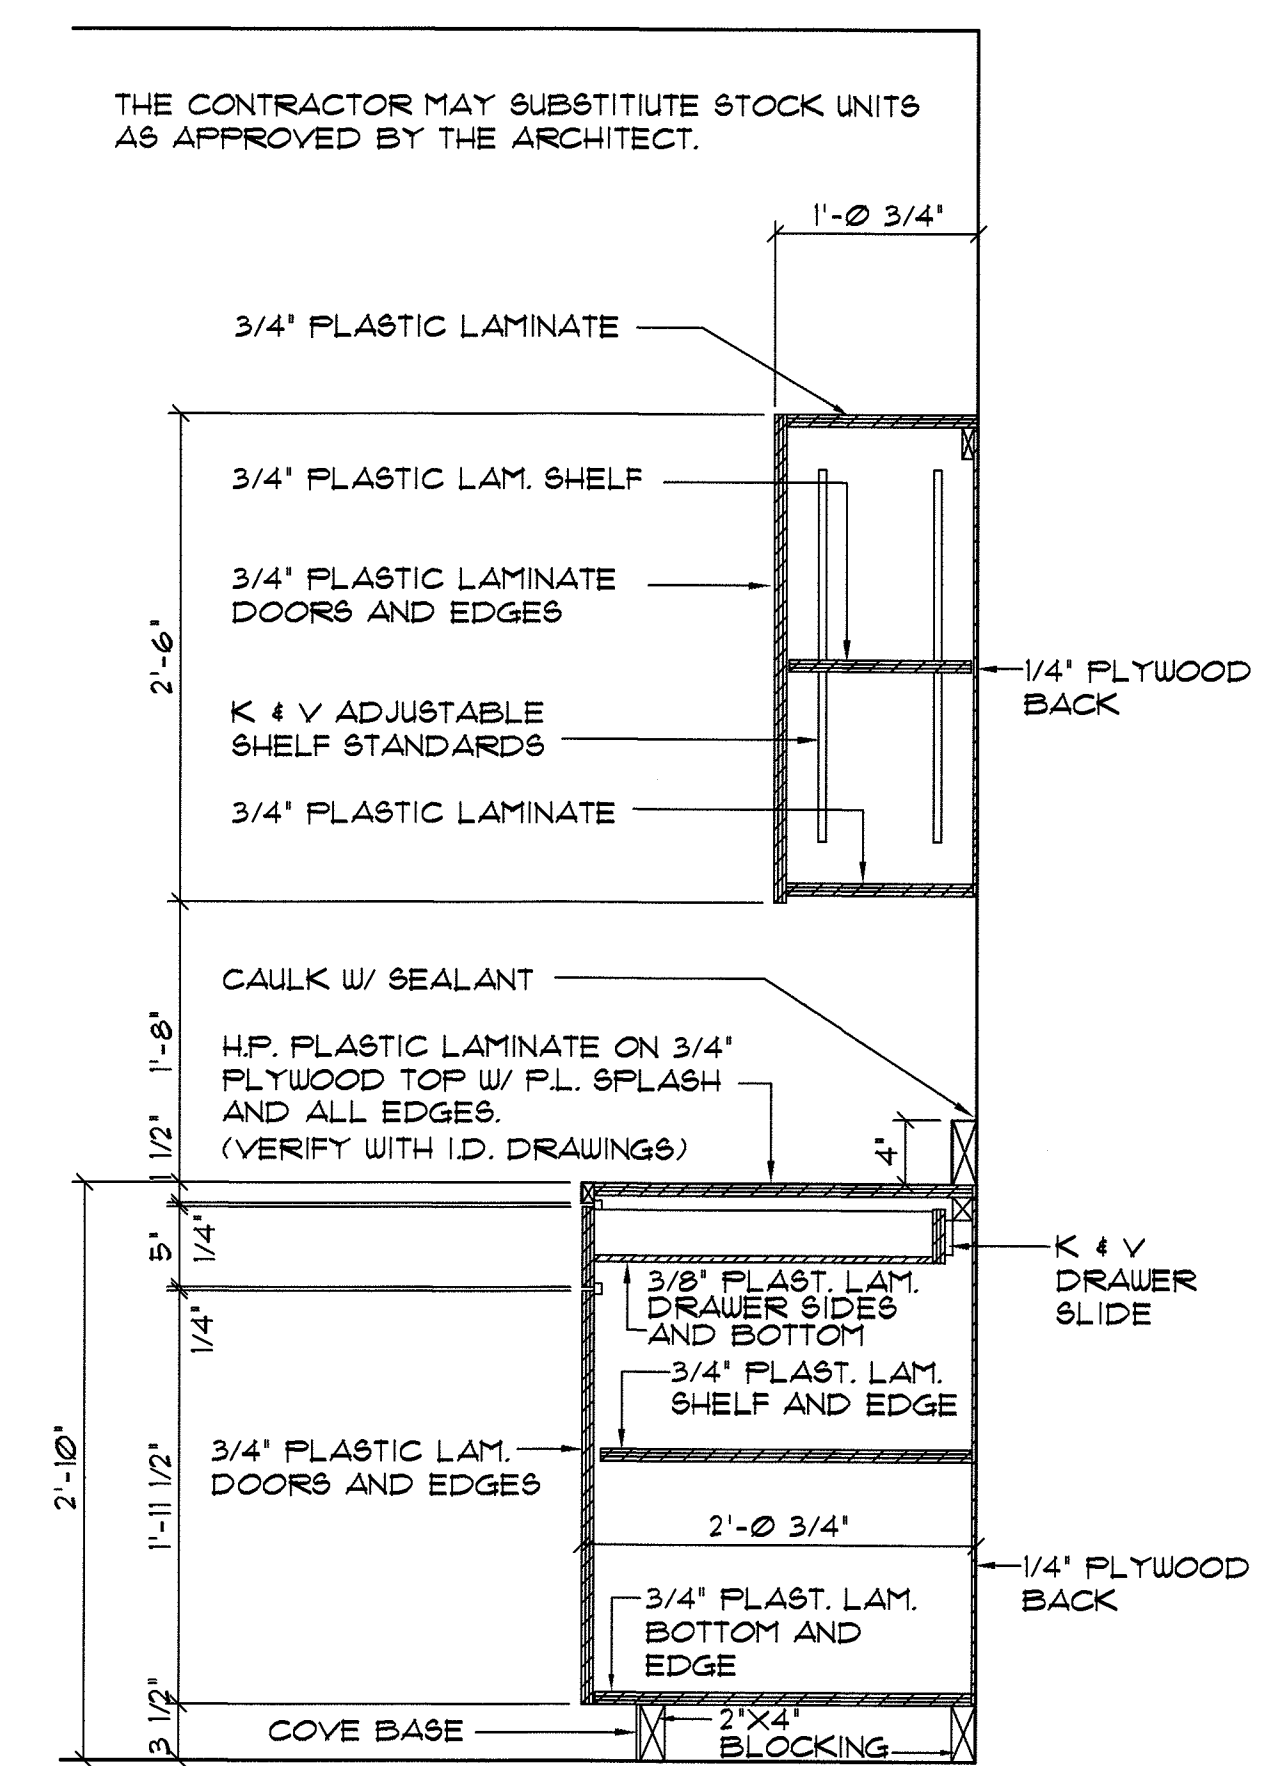 THE CONTRACTOR MAY SUBSTITIUTE STOCK UNITS
AS APPROVED BY THE ARCHITECT.
1'-Ø 3/4"
3/4" PLASTIC LAMINATE
3/4" PLASTIC LAM. SHELF
3/4" PLASTIC LAMINATE
DOORS AND EDGES
2'-6"
1/4" PLYWOOD
BACK
K & V ADJUSTABLE
SHELF STANDARDS
3/4" PLASTIC LAMINATE
CAULK W/ SEALANT
1'-8"
H.P. PLASTIC LAMINATE ON 3/4"
PLYWOOD TOP W/ P.L. SPLASH
AND ALL EDGES.
(VERIFY WITH I.D. DRAWINGS)
4"
1 1/2"
5"
1/4"
K & V
DRAWER
SLIDE
3/8" PLAST. LAM.
DRAWER SIDES
AND BOTTOM
1/4"
3/4" PLAST. LAM.
SHELF AND EDGE
2'-1Ø"
1'-11 1/2"
3/4" PLASTIC LAM.
DOORS AND EDGES
2'-Ø 3/4"
1/4" PLYWOOD
BACK
3/4" PLAST. LAM.
BOTTOM AND
EDGE
3 1/2"
COVE BASE
2"X4"
BLOCKING